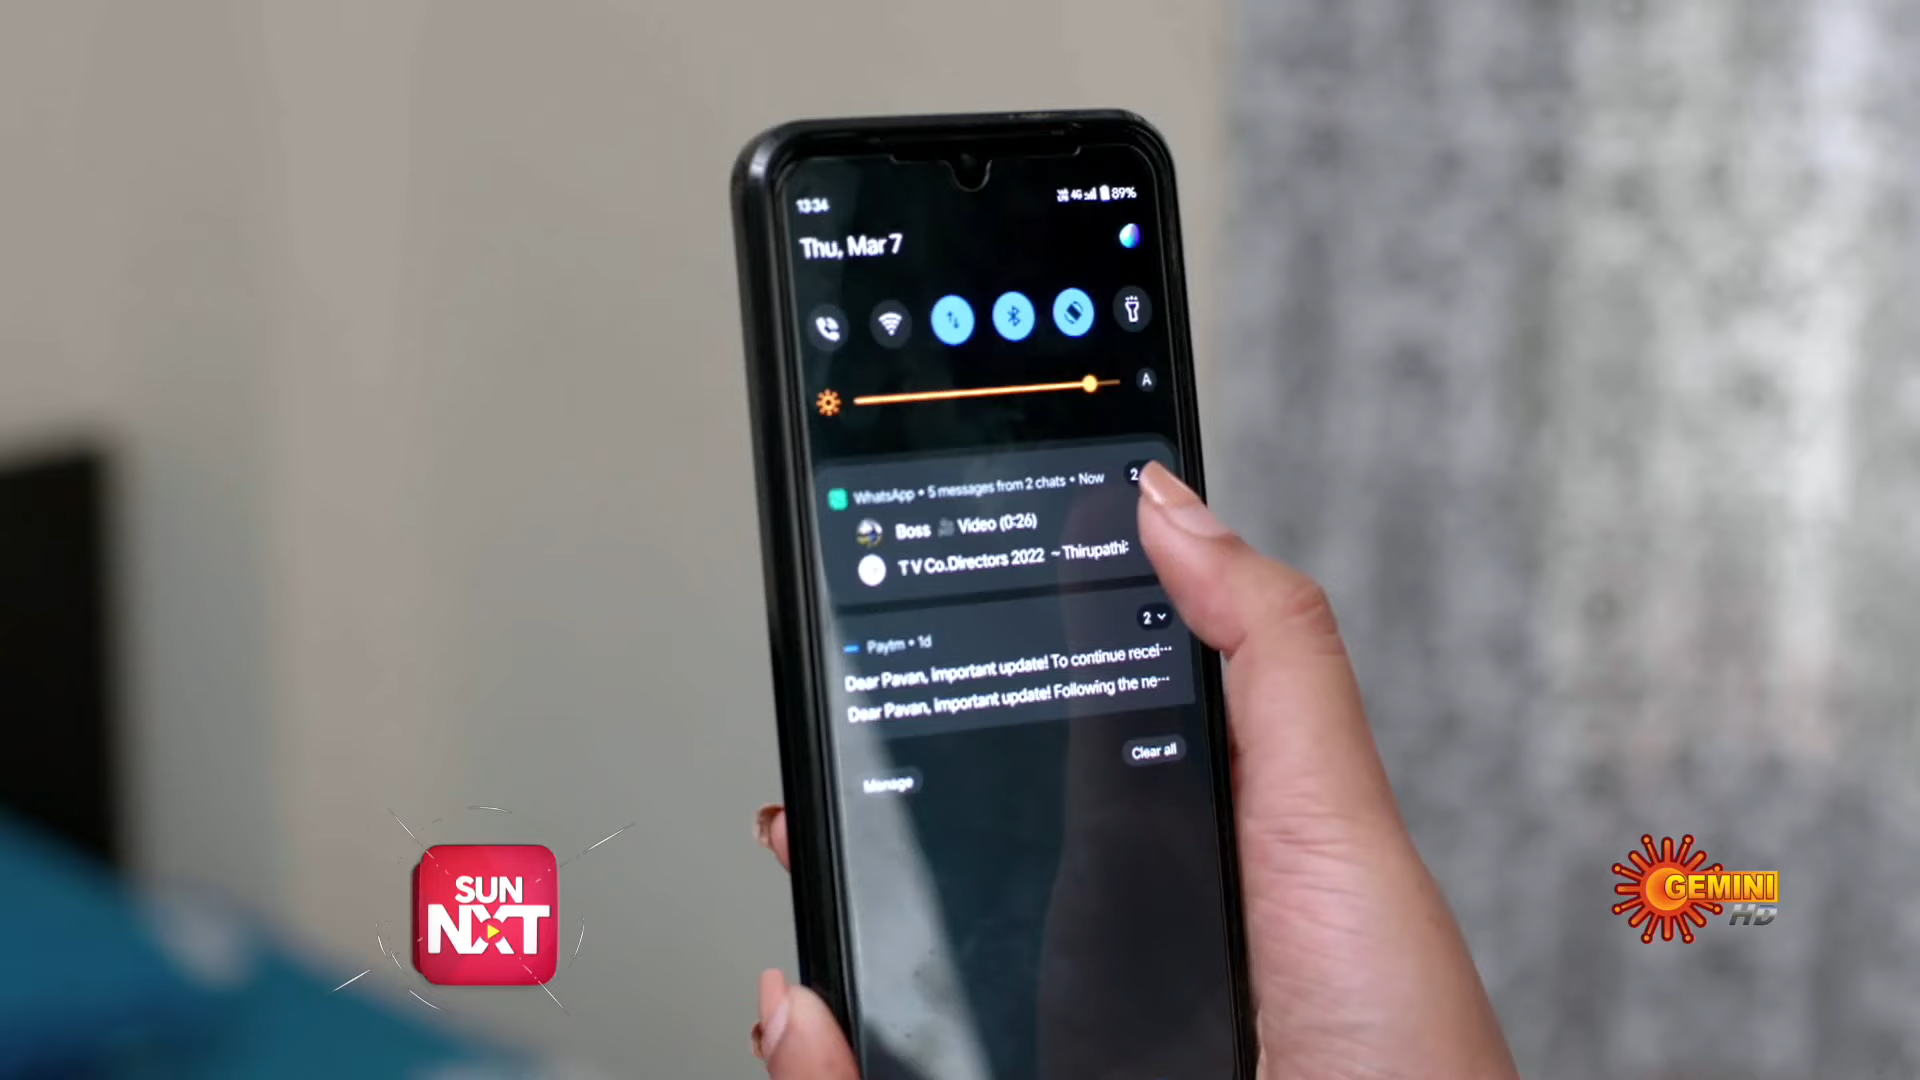 13:34
4G 89%
Thu, Mar 7
A
WhatsApp • 5 messages from 2 chats • Now 2
Boss 🎥 Video (0:26)
T V Co.Directors 2022 ~ Thirupathi:
Paytm • 1d 2
Dear Pavan, Important update! To continue recei…
Dear Pavan, Important update! Following the ne…
Clear all
Manage
SUN
NXT
GEMINI
HD